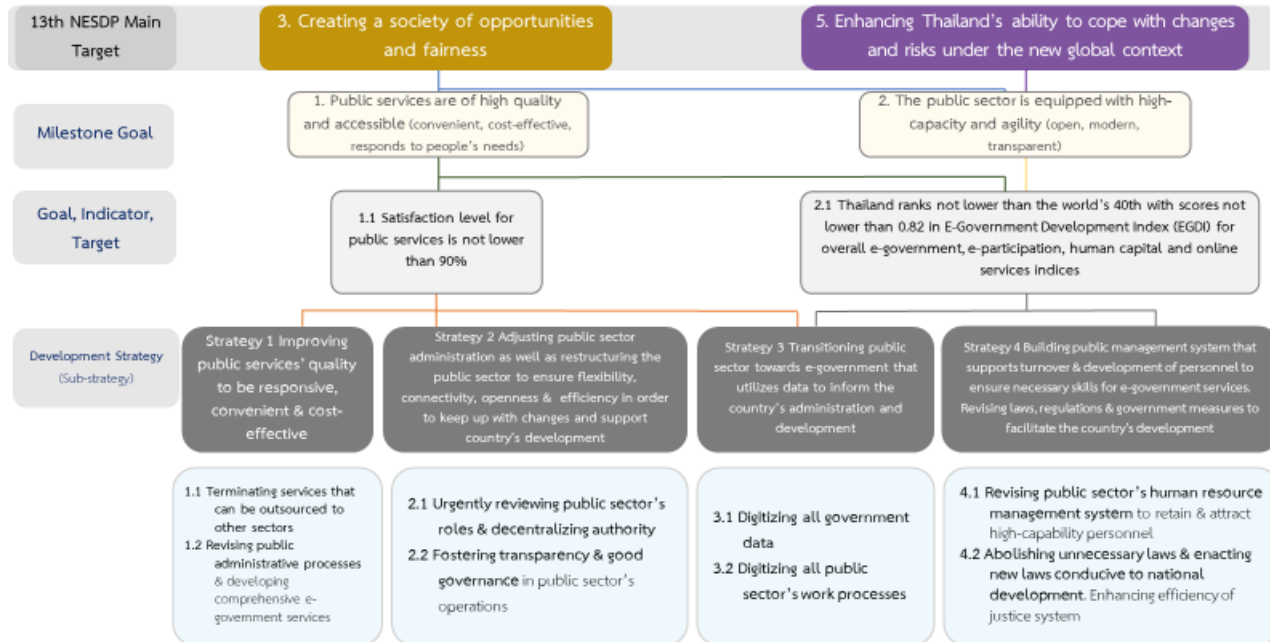 13th NESDP Main
Target
3. Creating a society of opportunities
and fairness
5. Enhancing Thailand's ability to cope with changes
and risks under the new global context
Milestone Goal
1. Public services are of high quality
and accessible (convenient, cost-effective,
responds to people's needs)
2. The public sector is equipped with high-
capacity and agility (open, modern,
transparent)
Goal, Indicator,
Target
1.1 Satisfaction level for
public services is not lower
than 90%
2.1 Thailand ranks not lower than the world's 40th with scores not
lower than 0.82 in E-Government Development Index (EGDI) for
overall e-government, e-participation, human capital and online
services indices
Development Strategy
(Sub-strategy)
Strategy 1 Improving
public services' quality
to be responsive,
convenient & cost-
effective
Strategy 2 Adjusting public sector
administration as well as restructuring the
public sector to ensure flexibility,
connectivity, openness & efficiency in order
to keep up with changes and support
country's development
Strategy 3 Transitioning public
sector towards e-government that
utilizes data to inform the
country's administration and
development
Strategy 4 Building public management system that
supports turnover & development of personnel to
ensure necessary skills for e-government services.
Revising laws, regulations & government measures to
facilitate the country's development
1.1 Terminating services that
can be outsourced to
other sectors
1.2 Revising public
administrative processes
& developing
comprehensive e-
government services
2.1 Urgently reviewing public sector's
roles & decentralizing authority
2.2 Fostering transparency & good
governance in public sector's
operations
3.1 Digitizing all government
data
3.2 Digitizing all public
sector's work processes
4.1 Revising public sector's human resource
management system to retain & attract
high-capability personnel
4.2 Abolishing unnecessary laws & enacting
new laws conducive to national
development. Enhancing efficiency of
justice system